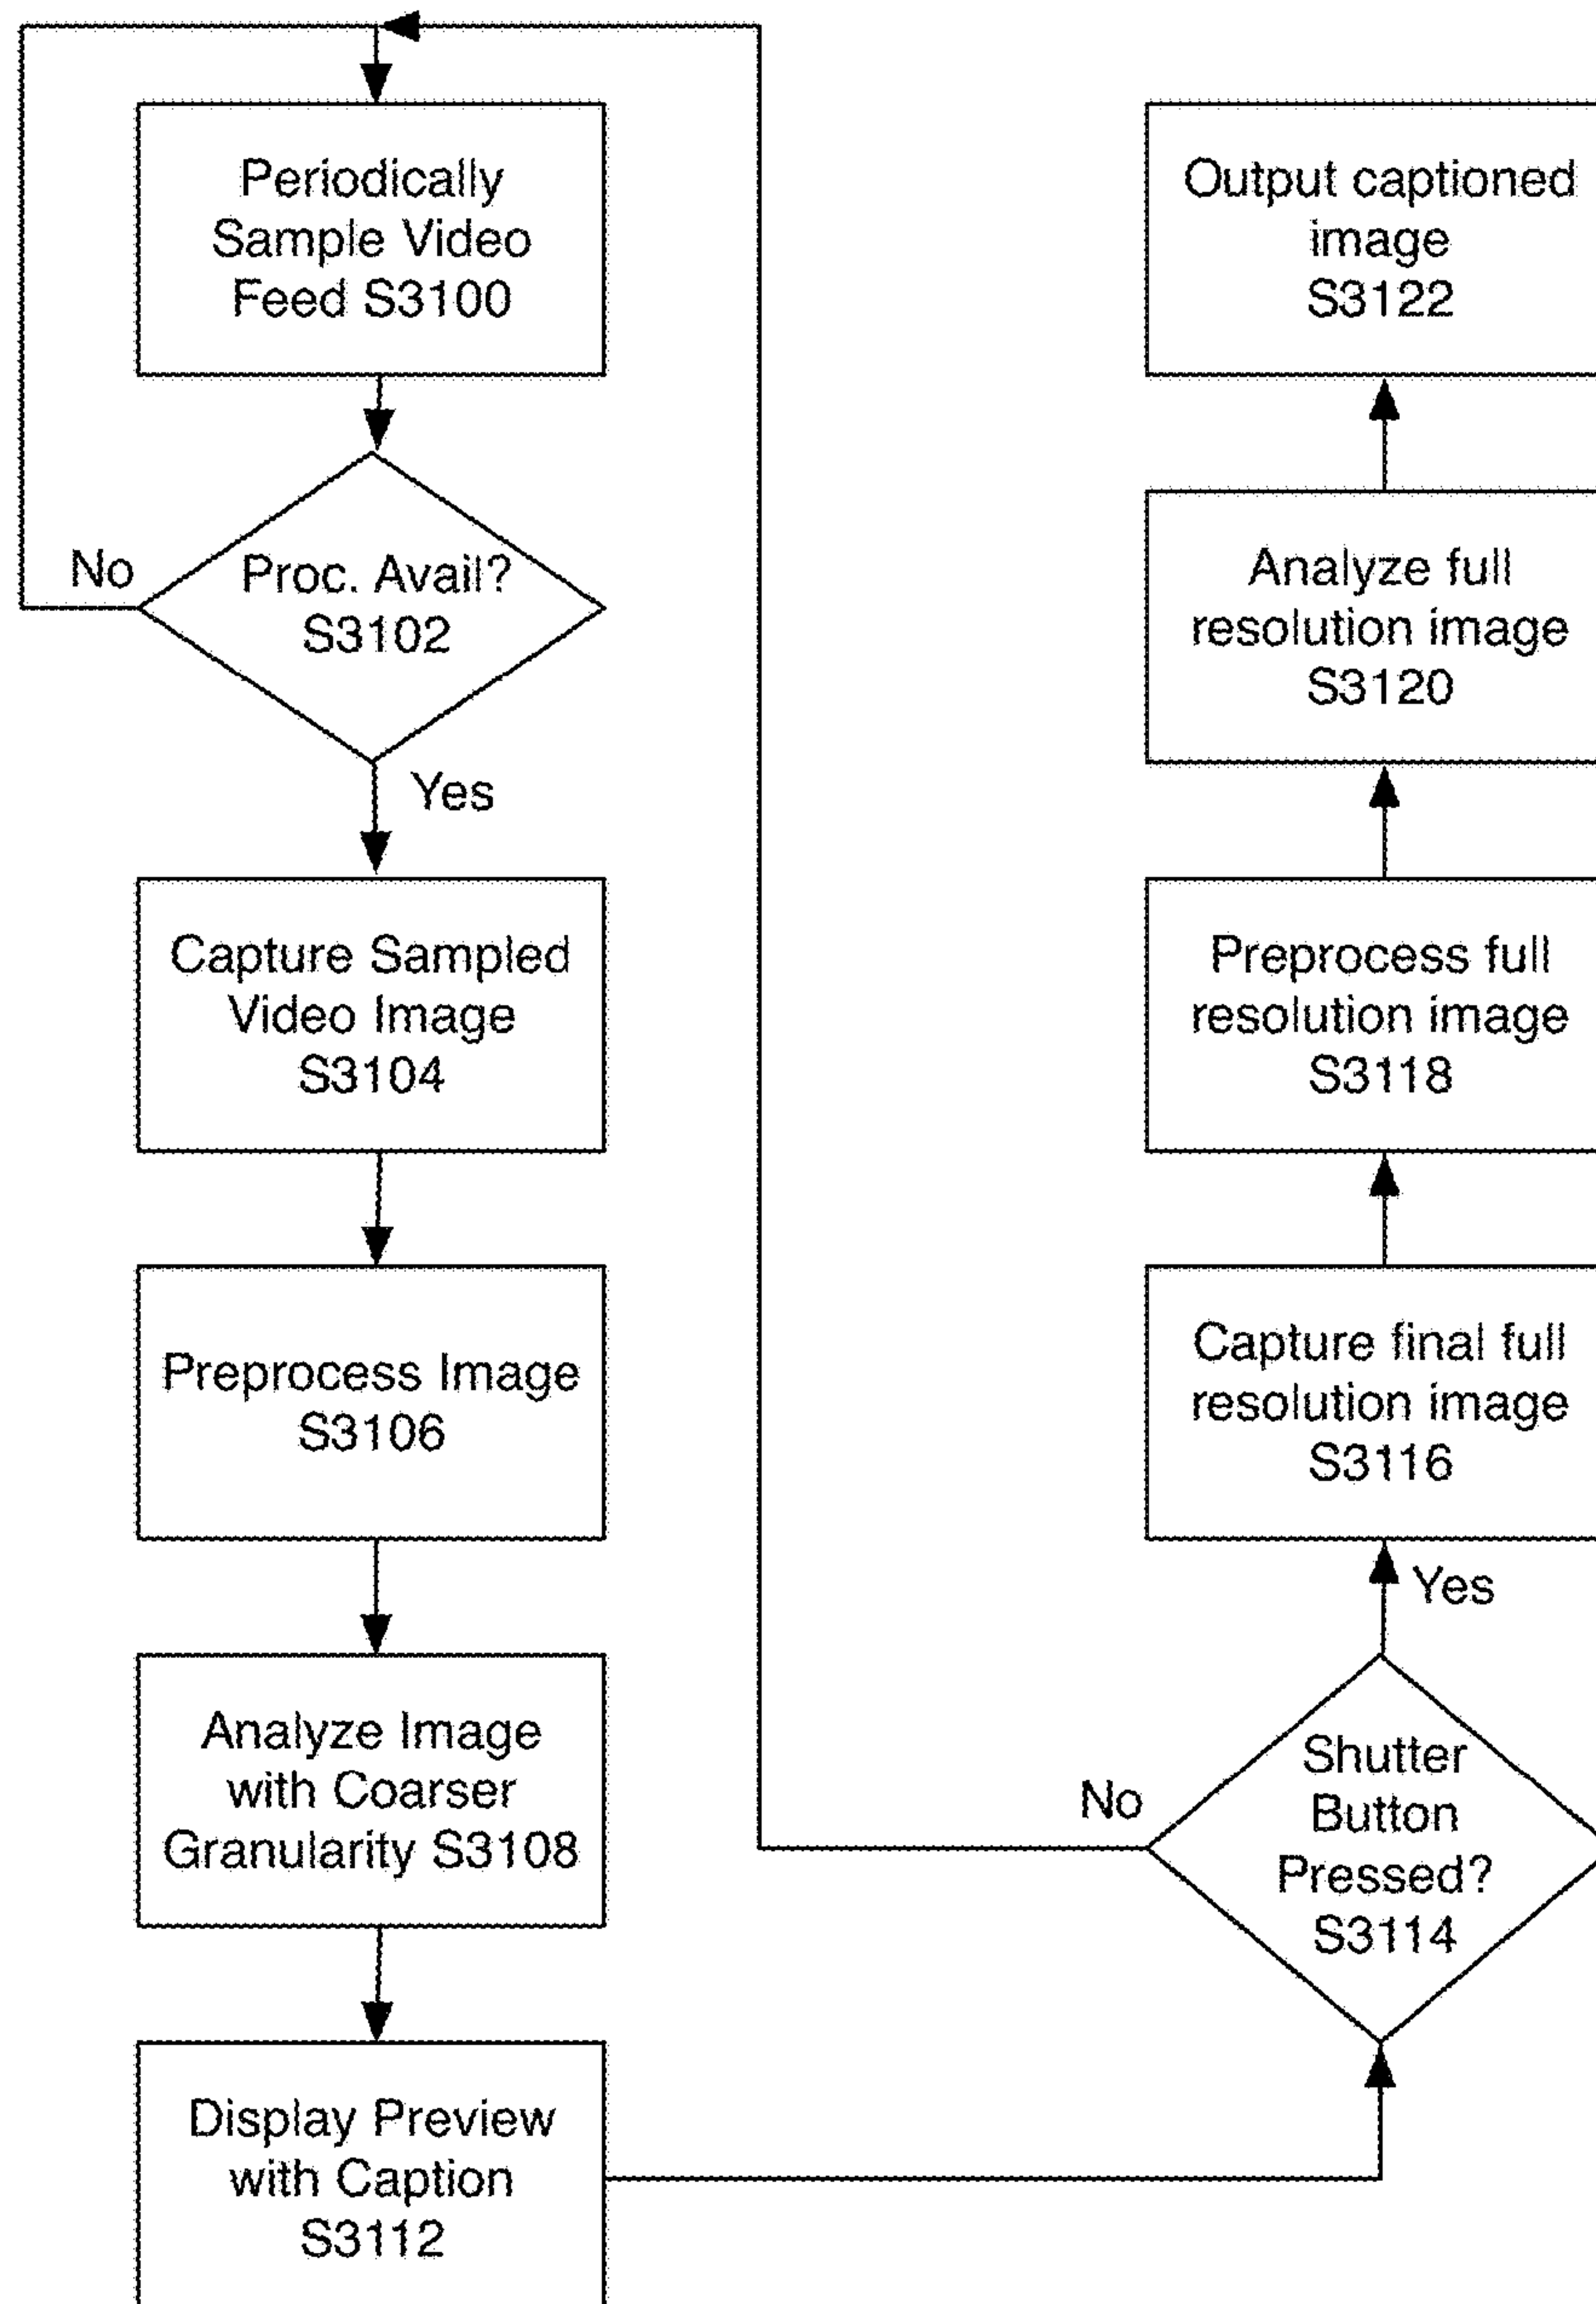 Periodically
Sample Video
Feed S3100
No
Proc. Avail?
S3102
Yes
Capture Sampled
Video Image
S3104
Preprocess Image
S3106
Analyze Image
with Coarser
Granularity S3108
Display Preview
with Caption
S3112
No
Shutter
Button
Pressed?
S3114
Yes
Capture final full
resolution image
S3116
Preprocess full
resolution image
S3118
Analyze full
resolution image
S3120
Output captioned
image
S3122